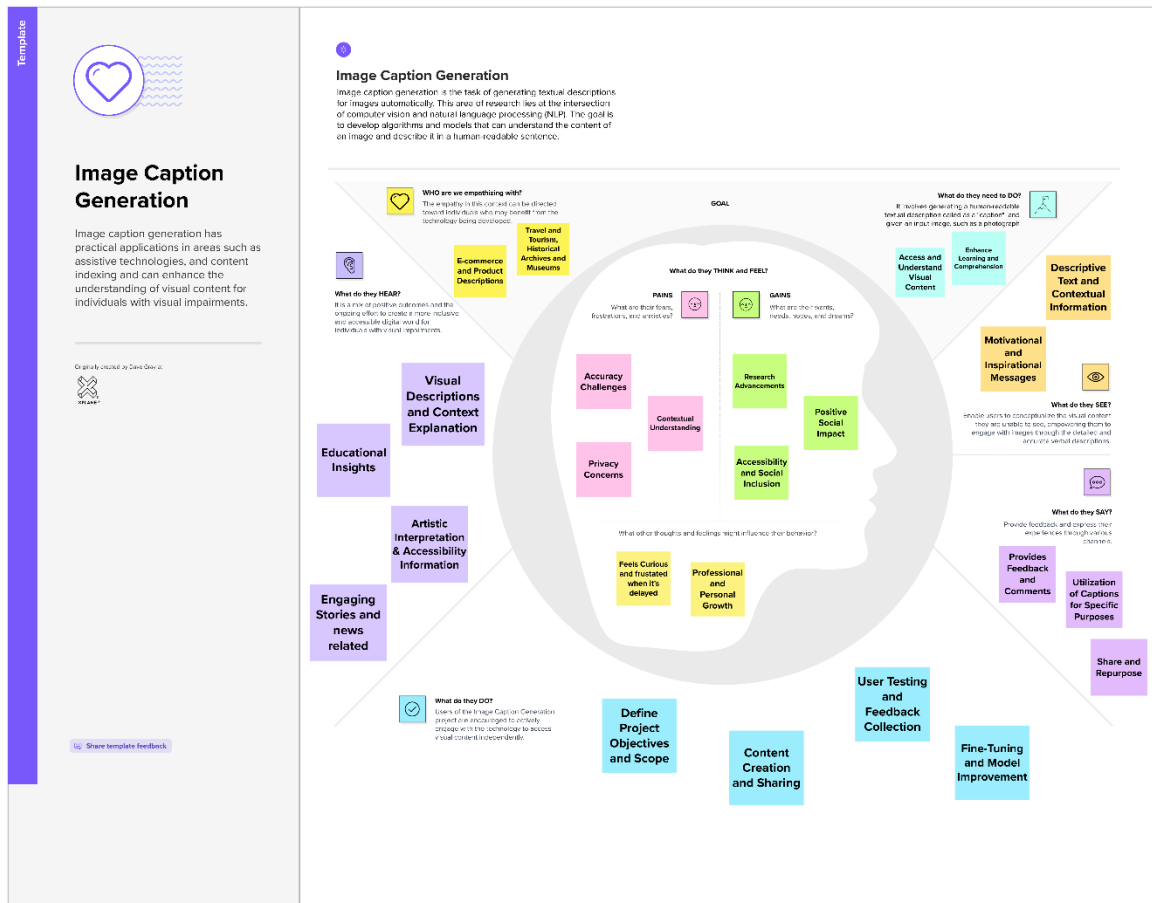 Template
Image Caption
Generation
Image caption generation has
practical applications in areas such as
assistive technologies, and content
indexing and can enhance the
understanding of visual content for
individuals with visual impairments.
Originally created by Dave Gray at
XPLANE
Share template feedback
Image Caption Generation
Image caption generation is the task of generating textual descriptions
for images automatically. This area of research lies at the intersection
of computer vision and natural language processing (NLP). The goal is
to develop algorithms and models that can understand the content of
an image and describe it in a human-readable sentence.
WHO are we empathizing with?
The empathy in this context can be directed
toward individuals who may benefit from the
technology being developed.
E-commerce
and Product
Descriptions
Travel and
Tourism,
Historical
Archives and
Museums
GOAL
What do they need to DO?
It involves generating a human-readable
textual description called as a "caption" and
given an input image, such as a photograph
Access and
Understand
Visual
Content
Enhance
Learning and
Comprehension
What do they HEAR?
It is a mix of positive outcomes and the
ongoing effort to create a more inclusive
and accessible digital world for
individuals with visual impairments.
Visual
Descriptions
and Context
Explanation
Educational
Insights
Artistic
Interpretation
& Accessibility
Information
Engaging
Stories and
news
related
What do they THINK and FEEL?
PAINS
What are their fears,
frustrations, and anxieties?
Accuracy
Challenges
Contextual
Understanding
Privacy
Concerns
GAINS
What are their wants,
needs, hopes, and dreams?
Research
Advancements
Positive
Social
Impact
Accessibility
and Social
Inclusion
What other thoughts and feelings might influence their behavior?
Feels Curious
and frustated
when it's
delayed
Professional
and
Personal
Growth
Descriptive
Text and
Contextual
Information
Motivational
and
Inspirational
Messages
What do they SEE?
Enable users to conceptualize the visual content
they are unable to see, empowering them to
engage with images through the detailed and
accurate verbal descriptions.
What do they SAY?
Provide feedback and express their
experiences through various
channels.
Provides
Feedback
and
Comments
Utilization
of Captions
for Specific
Purposes
Share and
Repurpose
What do they DO?
Users of the Image Caption Generation
project are encouraged to actively
engage with the technology to access
visual content independently.
Define
Project
Objectives
and Scope
Content
Creation
and Sharing
User Testing
and
Feedback
Collection
Fine-Tuning
and Model
Improvement